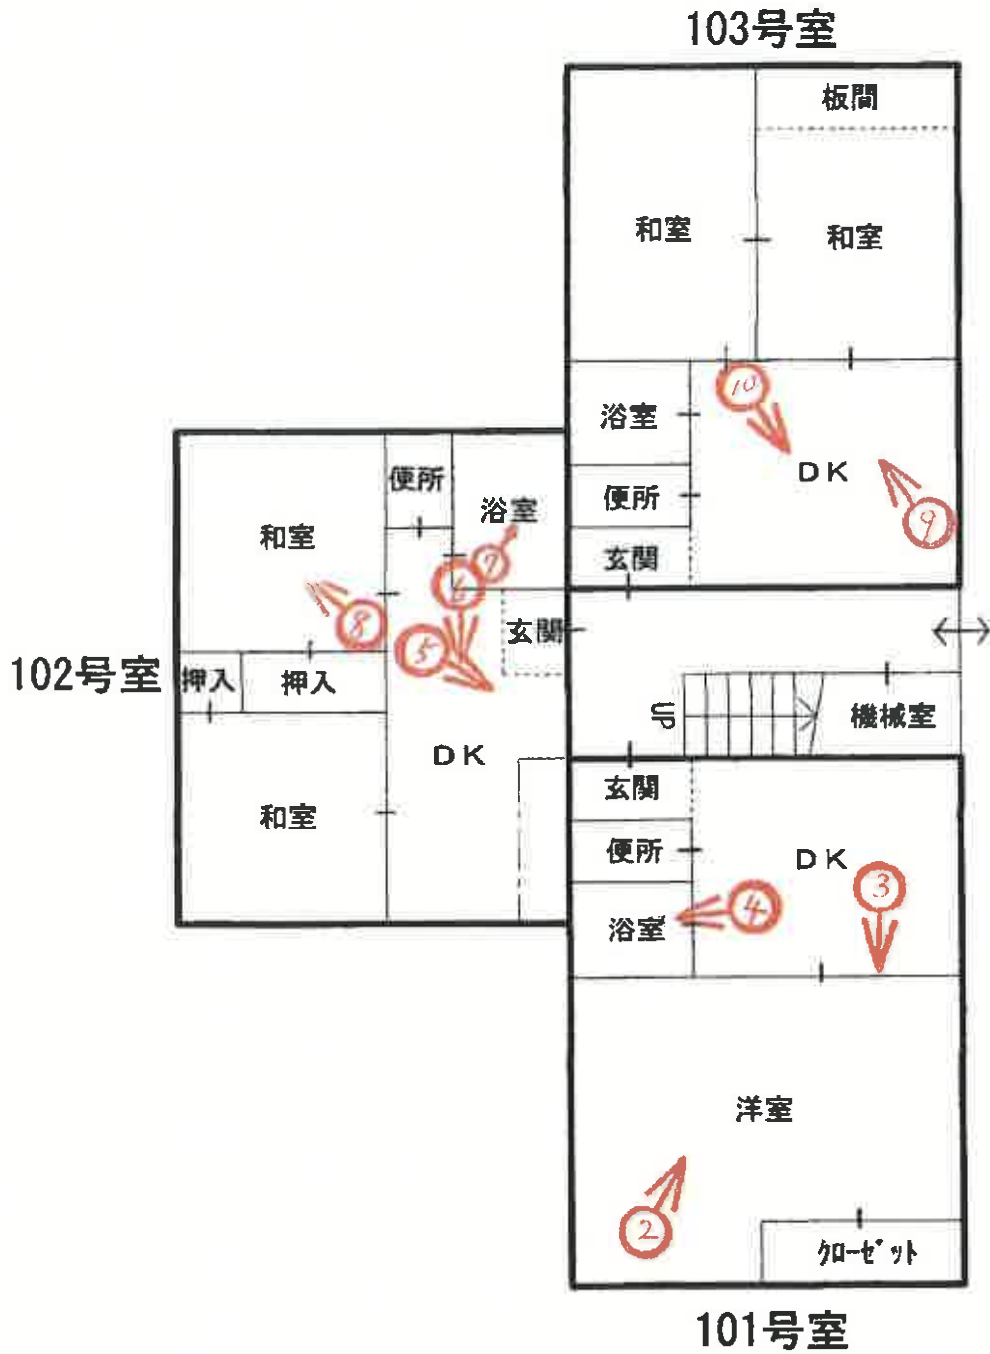 103号室
板間
和室
和室
⑩
浴室
DK
便所
⑨
玄関
便所
浴室
和室
⑦
⑥
⑧
⑤
玄関
102号室
押入
押入
UP
機械室
DK
玄関
和室
便所
DK
③
④
浴室
洋室
②
クローゼット
101号室